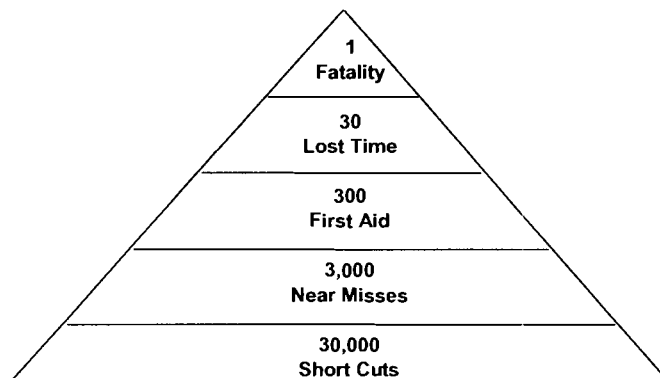 1
Fatality
30
Lost Time
300
First Aid
3,000
Near Misses
30,000
Short Cuts